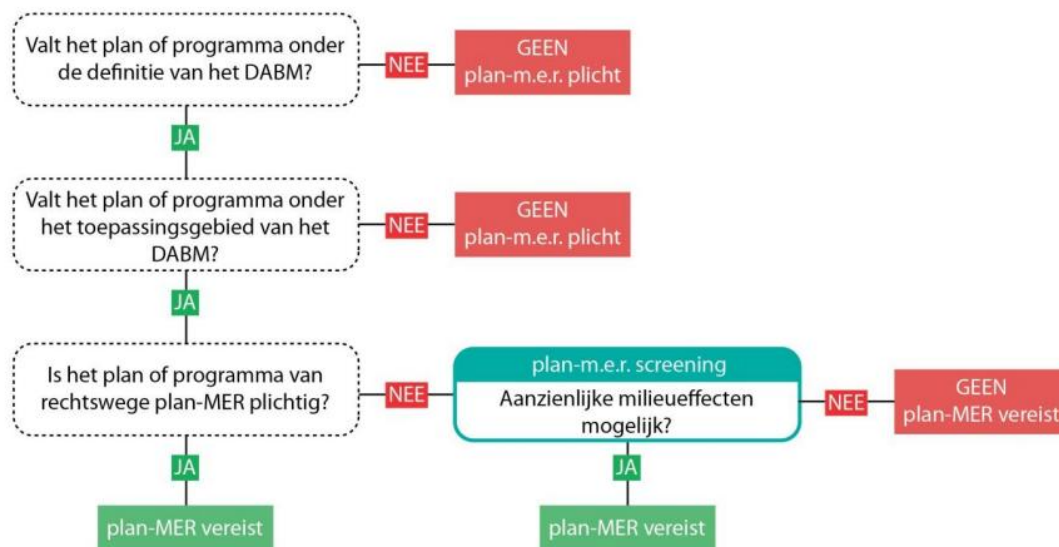 Valt het plan of programma onder
de definitie van het DABM?
NEE
GEEN
plan-m.e.r. plicht
JA
Valt het plan of programma onder
het toepassingsgebied van het
DABM?
NEE
GEEN
plan-m.e.r. plicht
JA
Is het plan of programma van
rechtswege plan-MER plichtig?
NEE
plan-m.e.r. screening
Aanzienlijke milieueffecten
mogelijk?
NEE
GEEN
plan-MER vereist
JA
JA
plan-MER vereist
plan-MER vereist